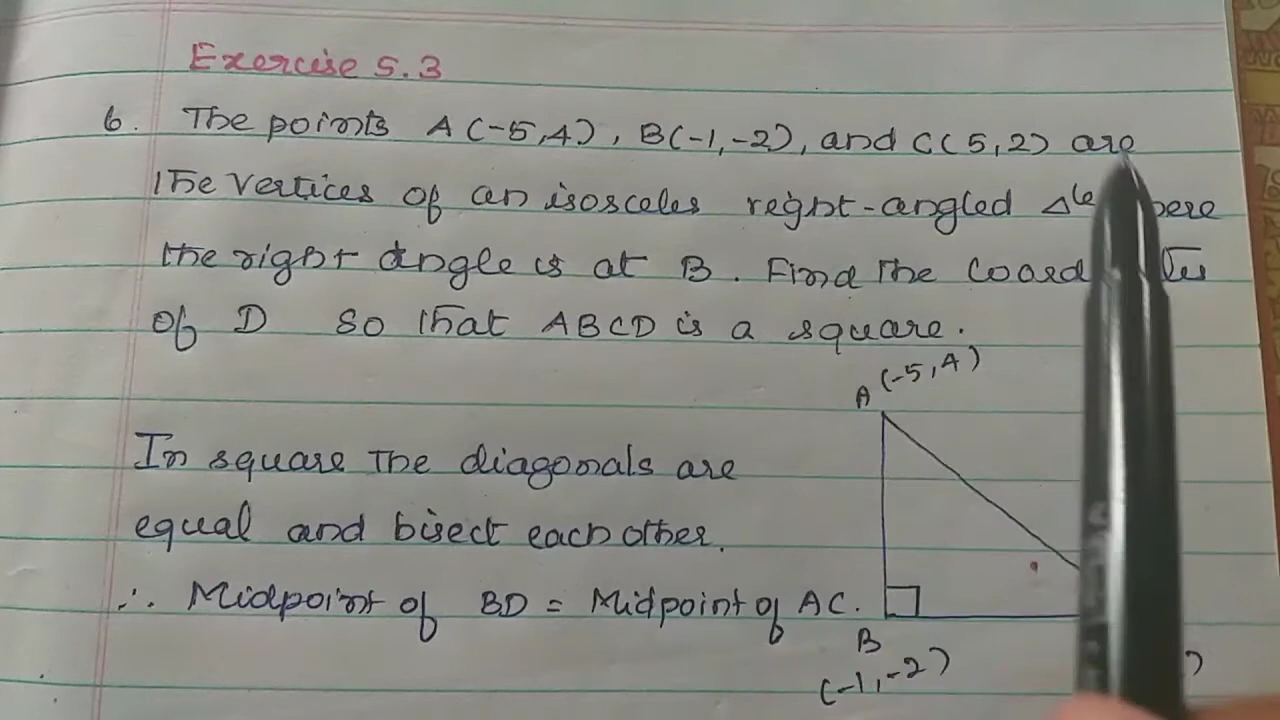 Exercise 5.3
6. The points A(-5,4), B(-1,-2), and C(5,2) are
the vertices of an isosceles reight-angled Δle
the right angle is at B. Find the
of D so that ABCD is a square.
A (-5,4)
In square the diagonals are
equal and bisect each other.
∴ Midpoint of BD = Midpoint of AC.
B
(-1,-2)